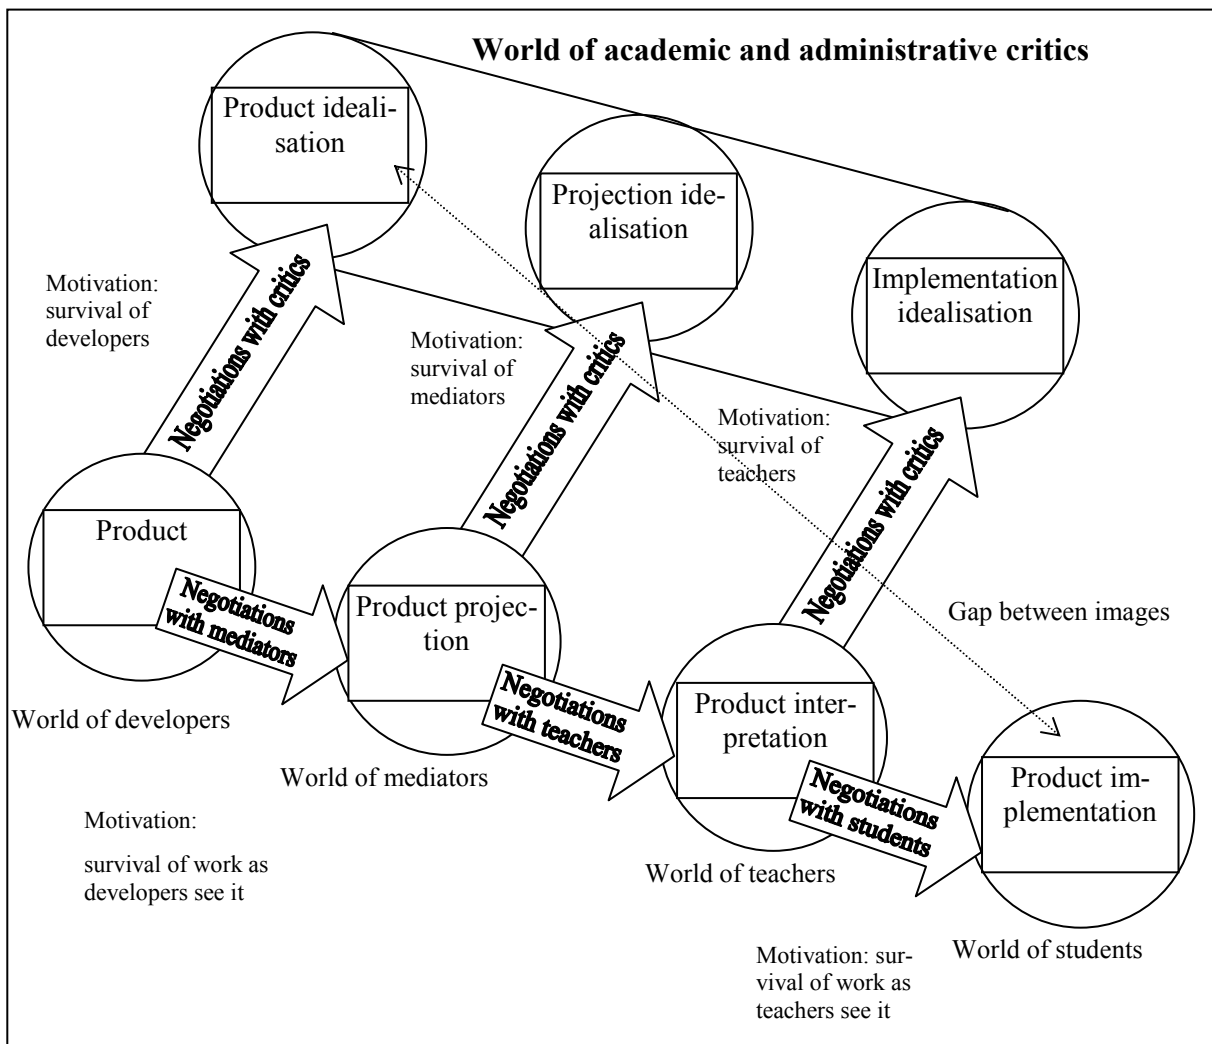 World of academic and administrative critics
Product ideali-
sation
Projection ide-
alisation
Implementation
idealisation
Motivation:
survival of
developers
Negotiations with critics
Motivation:
survival of
mediators
Negotiations with critics
Motivation:
survival of
teachers
Negotiations with critics
Product
Negotiations
with mediators
World of developers
Product projec-
tion
Negotiations
with teachers
World of mediators
Product inter-
pretation
Negotiations
with students
World of teachers
Gap between images
Product im-
plementation
World of students
Motivation:
survival of work as
developers see it
Motivation: sur-
vival of work as
teachers see it